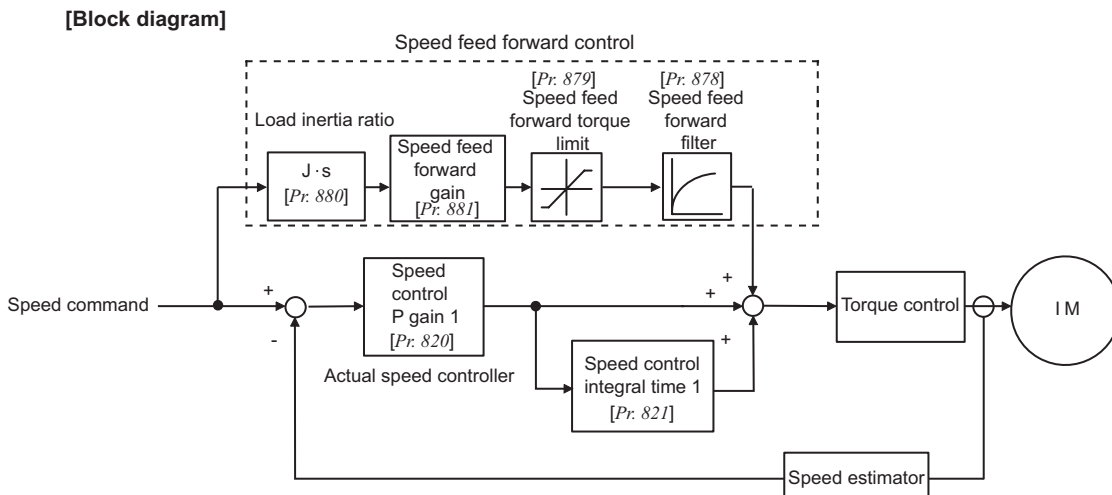 [Block diagram]
Speed feed forward control
[Pr. 879]
Speed feed
forward torque
limit
[Pr. 878]
Speed feed
forward
filter
Load inertia ratio
J·s
[Pr. 880]
Speed feed
forward
gain
[Pr. 881]
Speed command
+
-
Speed
control
P gain 1
[Pr. 820]
Actual speed controller
+
+
+
Speed control
integral time 1
[Pr. 821]
Torque control
I M
Speed estimator